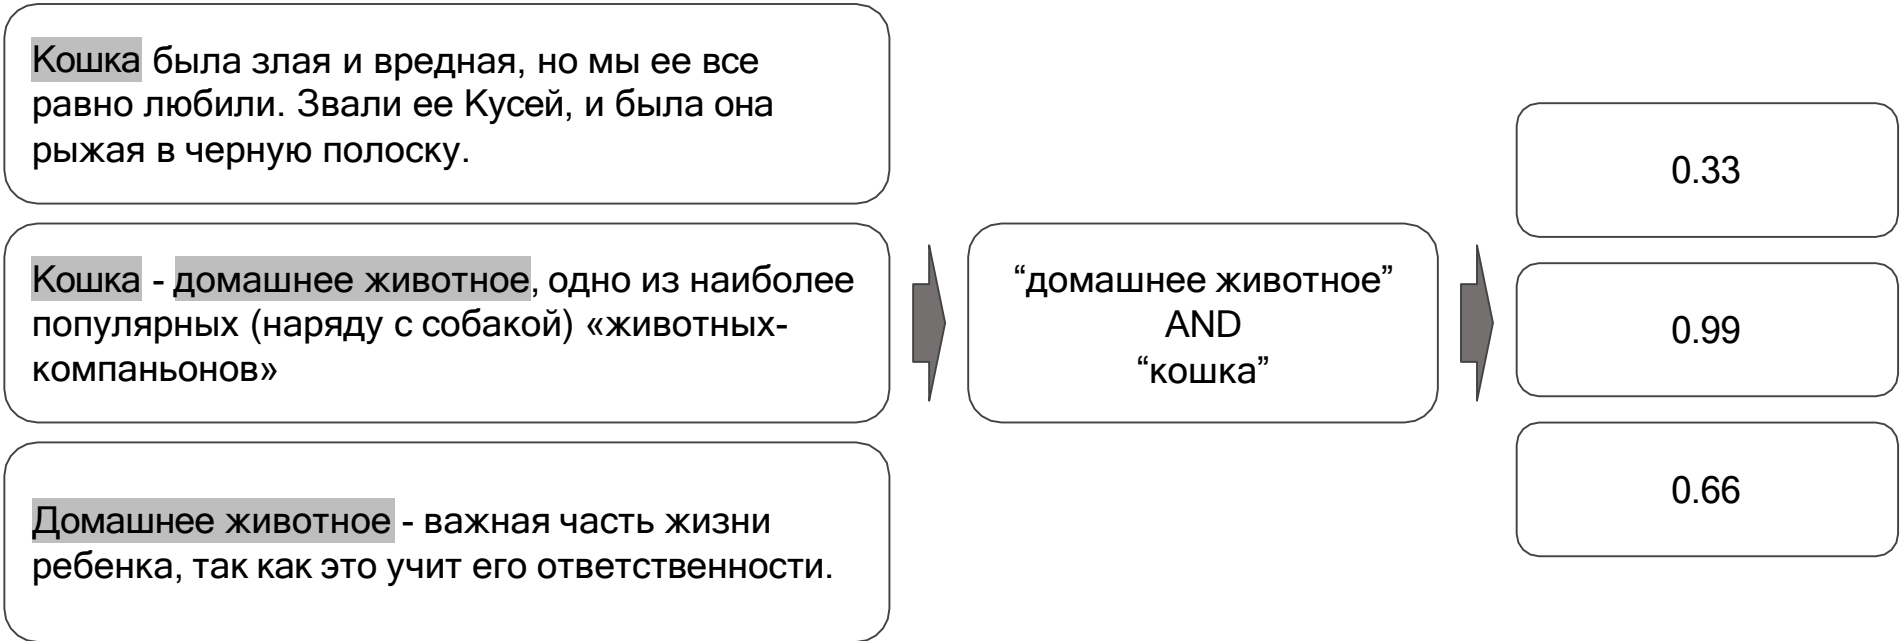 Кошка была злая и вредная, но мы ее все
равно любили. Звали ее Кусей, и была она
рыжая в черную полоску.
Кошка - домашнее животное, одно из наиболее
популярных (наряду с собакой) «животных-
компаньонов»
Домашнее животное - важная часть жизни
ребенка, так как это учит его ответственности.
“домашнее животное”
AND
“кошка”
0.33
0.99
0.66